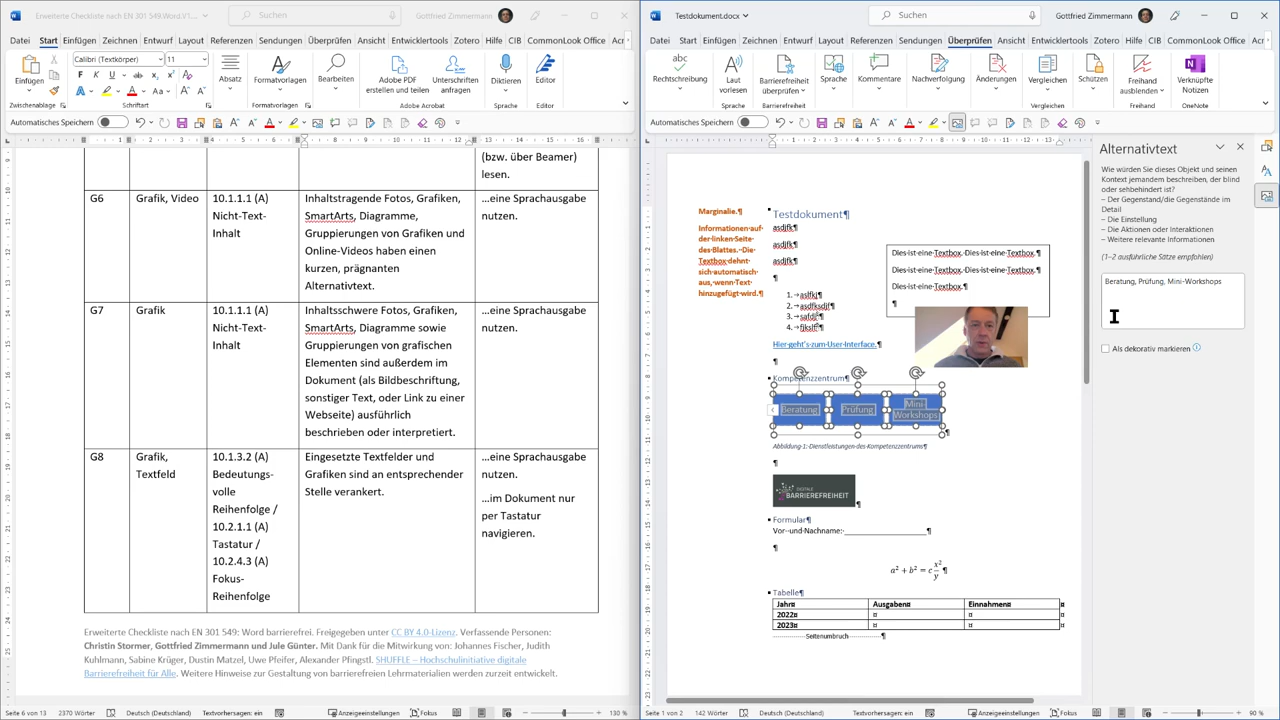 Erweiterte Checkliste nach EN 301 549.Word.V1...
Suchen
Gottfried Zimmermann
Datei Start Einfügen Zeichnen Entwurf Layout Referenzen Sendungen Überprüfen Ansicht Entwicklertools Zotero Hilfe CIB CommonLook Office Acr
Calibri (Textkörper) 11
Einfügen
Absatz
Formatvorlagen
Bearbeiten
Adobe PDF
erstellen und teilen
Unterschriften
anfragen
Diktieren
Editor
Zwischenablage Schriftart Formatvorlagen Adobe Acrobat Sprache Editor
Automatisches Speichern
(bzw. über Beamer)
lesen.
G6
Grafik, Video
10.1.1.1 (A)
Nicht-Text-
Inhalt
Inhaltstragende Fotos, Grafiken,
SmartArts, Diagramme,
Gruppierungen von Grafiken und
Online-Videos haben einen
kurzen, prägnanten
Alternativtext.
…eine Sprachausgabe
nutzen.
G7
Grafik
10.1.1.1 (A)
Nicht-Text-
Inhalt
Inhaltsschwere Fotos, Grafiken,
SmartArts, Diagramme sowie
Gruppierungen von grafischen
Elementen sind außerdem im
Dokument (als Bildbeschriftung,
sonstiger Text, oder Link zu einer
Webseite) ausführlich
beschrieben oder interpretiert.
…eine Sprachausgabe
nutzen.
G8
Grafik,
Textfeld
10.1.3.2 (A)
Bedeutungs-
volle
Reihenfolge /
10.2.1.1 (A)
Tastatur /
10.2.4.3 (A)
Fokus-
Reihenfolge
Eingesetzte Textfelder und
Grafiken sind an entsprechender
Stelle verankert.
…eine Sprachausgabe
nutzen.
…im Dokument nur
per Tastatur
navigieren.
Erweiterte Checkliste nach EN 301 549: Word barrierefrei. Freigegeben unter CC BY 4.0-Lizenz. Verfassende Personen:
Christin Stormer, Gottfried Zimmermann und Jule Günter. Mit Dank für die Mitwirkung von: Johannes Fischer, Judith
Kuhlmann, Sabine Krüger, Dustin Matzel, Uwe Pfeifer, Alexander Pfingstl. SHUFFLE – Hochschulinitiative digitale
Barrierefreiheit für Alle. Weitere Hinweise zur Gestaltung von barrierefreien Lehrmaterialien werden zurzeit entwickelt.
Seite 6 von 13 2370 Wörter Deutsch (Deutschland) Textvorhersagen: ein Anzeigeeinstellungen Fokus 130 %
Testdokument.docx
Suchen
Gottfried Zimmermann
Datei Start Einfügen Zeichnen Entwurf Layout Referenzen Sendungen Überprüfen Ansicht Entwicklertools Zotero Hilfe CIB CommonLook Office Acr
Rechtschreibung
Laut
vorlesen
Barrierefreiheit
überprüfen
Sprache
Kommentare
Nachverfolgung
Änderungen
Vergleichen
Schützen
Freihand
ausblenden
Verknüpfte
Notizen
Sprache Barrierefreiheit Vergleichen Freihand OneNote
Automatisches Speichern
Marginalie.¶
Informationen·auf·
der·linken·Seite·
des·Blattes.··Die·
Textbox·dehnt·
sich·automatisch·
aus,·wenn·Text·
hinzugefügt·wird.¶
Testdokument¶
asdjfk¶
asdjfk¶
asdjfk¶
¶
1.→aslfkj¶
2.→asdfksdjf¶
3.→safdjf¶
4.→fjkslff¶
Hier·geht's·zum·User-Interface.¶
¶
Dies·ist·eine·Textbox.·Dies·ist·eine·Textbox.·¶
Dies·ist·eine·Textbox.·Dies·ist·eine·Textbox.·¶
Dies·ist·eine·Textbox.¶
¶
Kompetenzzentrum¶
Beratung
Prüfung
Mini-
Workshops
¶
Abbildung·1:·Dienstleistungen·des·Kompetenzzentrums¶
¶
DIGITALE
BARRIEREFREIHEIT
¶
Formular¶
Vor-·und·Nachname:·____________________¶
¶
a² + b² = c x²/y ¶
Tabelle¶
Jahr¤ Ausgaben¤ Einnahmen¤ ¤
2022¤ ¤ ¤ ¤
2023¤ ¤ ¤ ¤
Seitenumbruch ¶
Alternativtext
Wie würden Sie dieses Objekt und seinen
Kontext jemandem beschreiben, der blind
oder sehbehindert ist?
– Der Gegenstand/die Gegenstände im
Detail
– Die Einstellung
– Die Aktionen oder Interaktionen
– Weitere relevante Informationen
(1–2 ausführliche Sätze empfohlen)
Beratung, Prüfung, Mini-Workshops
Als dekorativ markieren
Seite 1 von 2 142 Wörter Deutsch (Deutschland) Textvorhersagen: ein Anzeigeeinstellungen Fokus 90 %